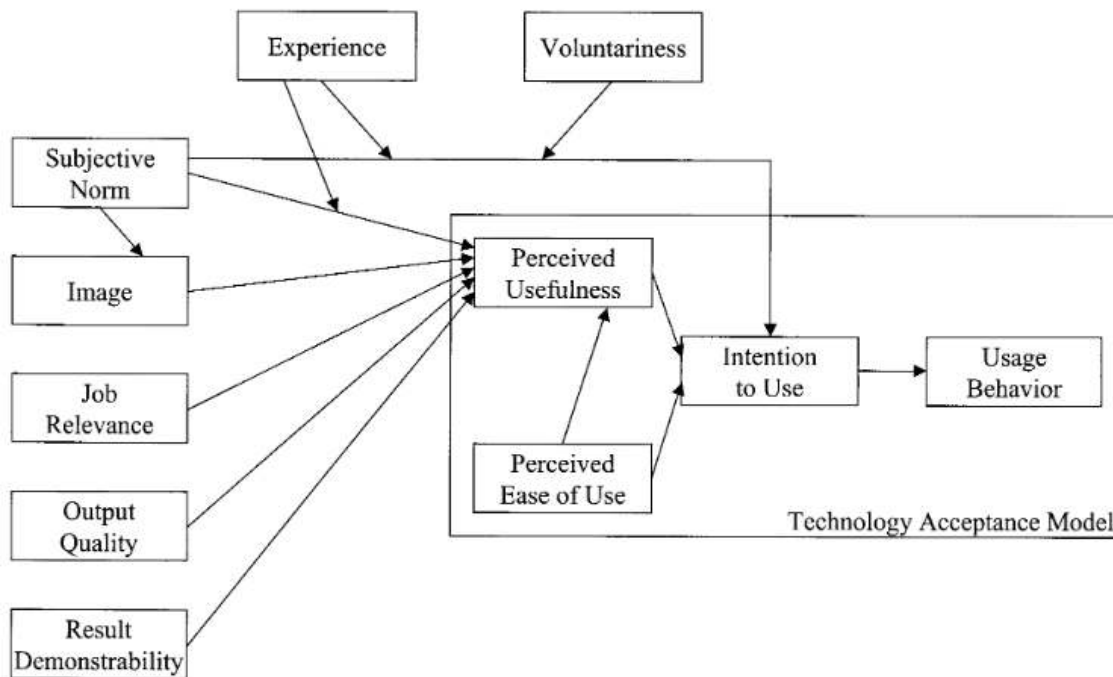 Experience
Voluntariness
Subjective
Norm
Image
Perceived
Usefulness
Job
Relevance
Intention
to Use
Usage
Behavior
Perceived
Ease of Use
Output
Quality
Technology Acceptance Model
Result
Demonstrability